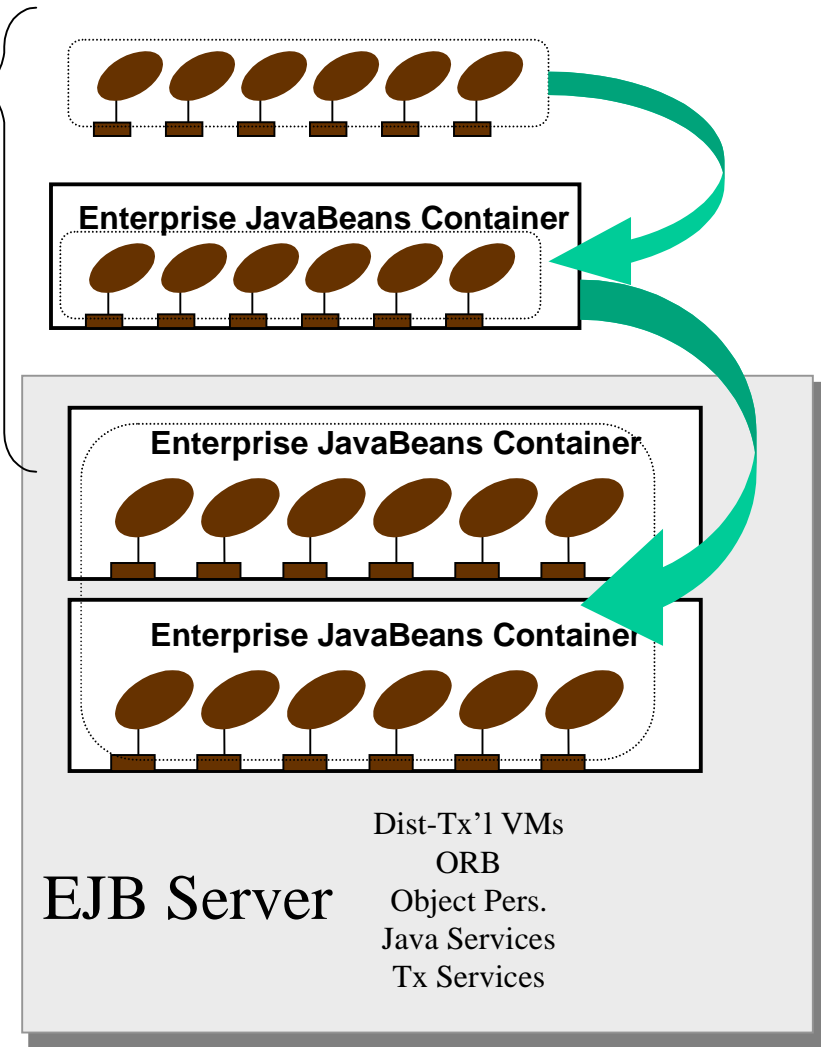 Enterprise JavaBeans Container
Enterprise JavaBeans Container
Enterprise JavaBeans Container
EJB Server
Dist-Tx’l VMs
ORB
Object Pers.
Java Services
Tx Services